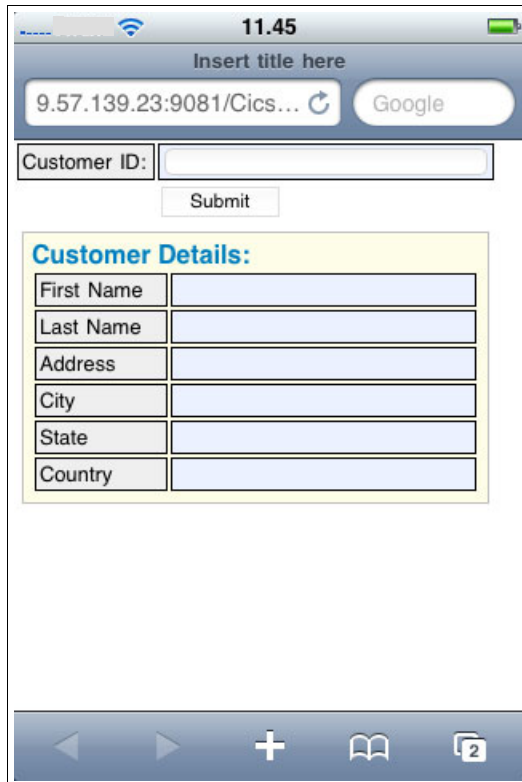 11.45
Insert title here
9.57.139.23:9081/Cics... Google
Customer ID:
Submit
Customer Details:
First Name
Last Name
Address
City
State
Country
2